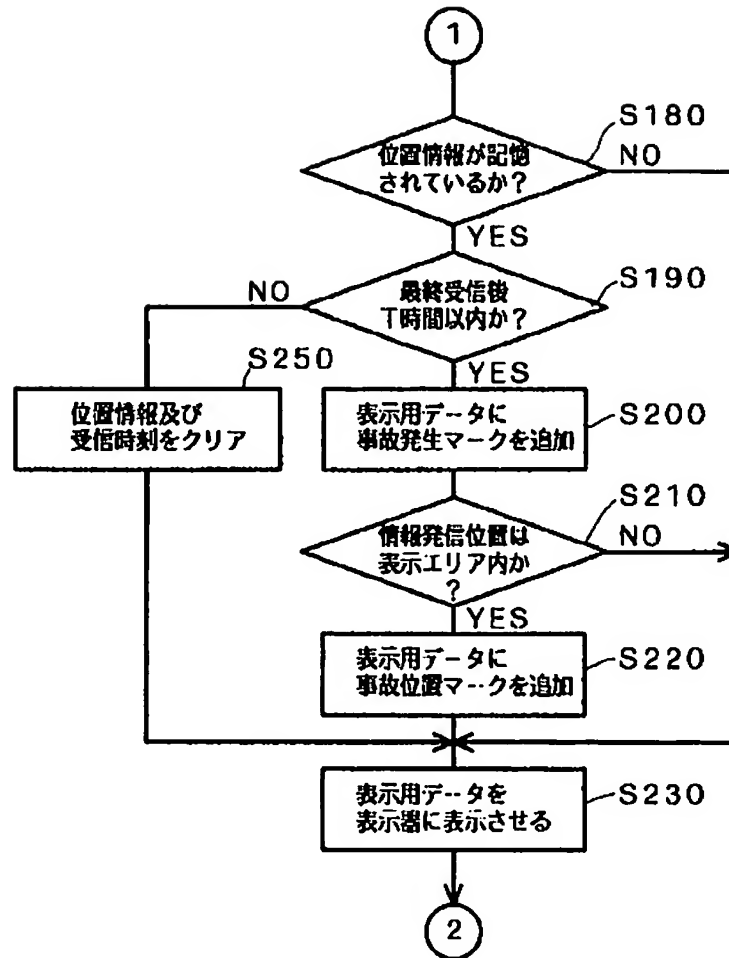 1
S180
位置情報が記憶
されているか?
NO
YES
S190
NO
最終受信後
T時間以内か?
YES
S250
位置情報及び
受信時刻をクリア
S200
表示用データに
事故発生マークを追加
S210
情報発信位置は
表示エリア内か
?
NO
YES
S220
表示用データに
事故位置マークを追加
S230
表示用データを
表示器に表示させる
2